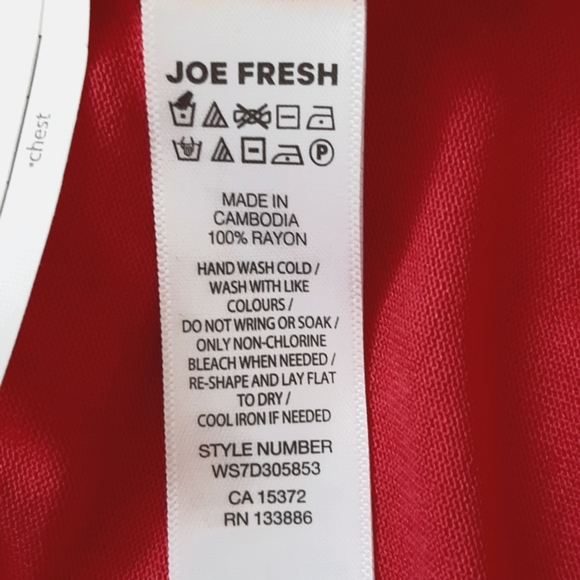 *chest
JOE FRESH
P
MADE IN
CAMBODIA
100% RAYON
HAND WASH COLD /
WASH WITH LIKE
COLOURS /
DO NOT WRING OR SOAK /
ONLY NON-CHLORINE
BLEACH WHEN NEEDED /
RE-SHAPE AND LAY FLAT
TO DRY /
COOL IRON IF NEEDED
STYLE NUMBER
WS7D305853
CA 15372
RN 133886